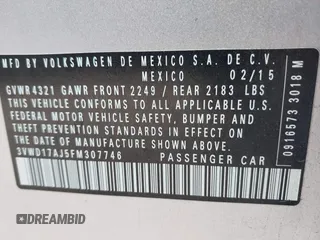 MFD BY VOLKSWAGEN DE MEXICO S.A. DE C.V.
MEXICO 02/15
GVWR 4321 GAWR FRONT 2249 / REAR 2183 LBS
THIS VEHICLE CONFORMS TO ALL APPLICABLE U.S.
FEDERAL MOTOR VEHICLE SAFETY, BUMPER AND
THEFT PREVENTION STANDARDS IN EFFECT ON THE
DATE OF MANUFACTURE SHOWN ABOVE.
3VWD17AJ5FM307746 PASSENGER CAR
0916573 3018 M
DEALERSHIP CAR